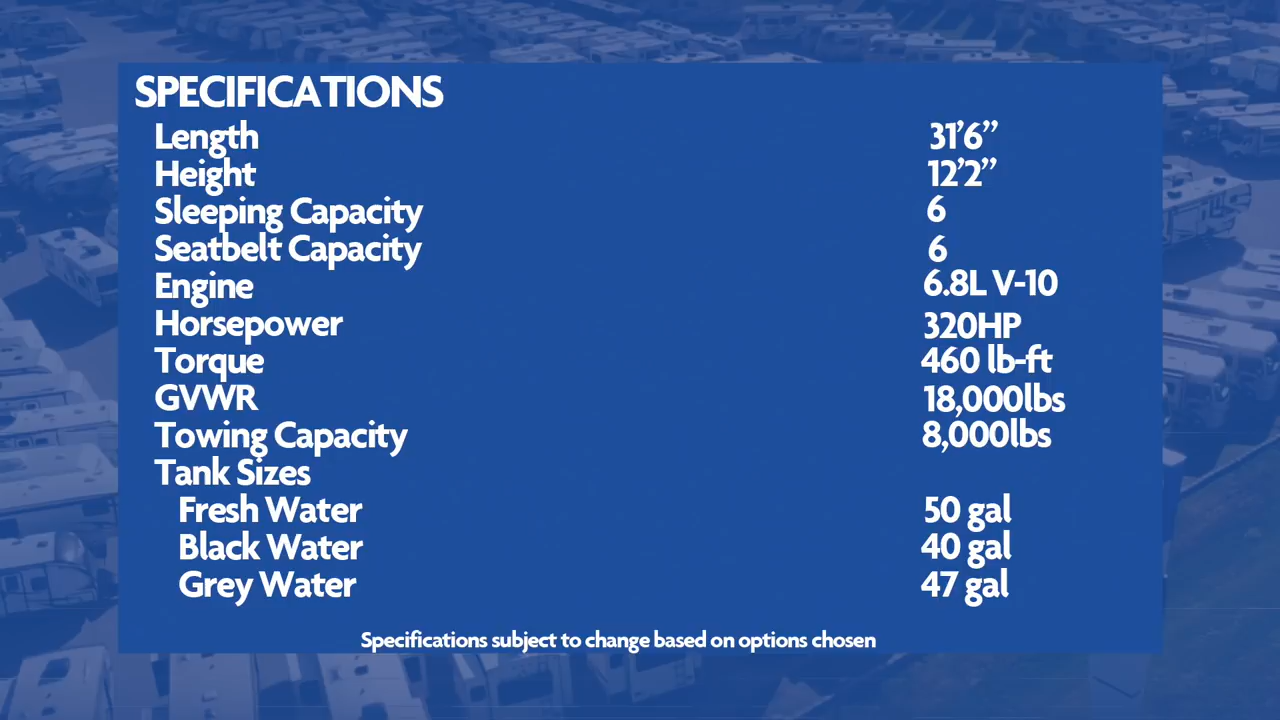 SPECIFICATIONS
Length 31’6”
Height 12’2”
Sleeping Capacity 6
Seatbelt Capacity 6
Engine 6.8L V-10
Horsepower 320HP
Torque 460 lb-ft
GVWR 18,000lbs
Towing Capacity 8,000lbs
Tank Sizes
Fresh Water 50 gal
Black Water 40 gal
Grey Water 47 gal
Specifications subject to change based on options chosen